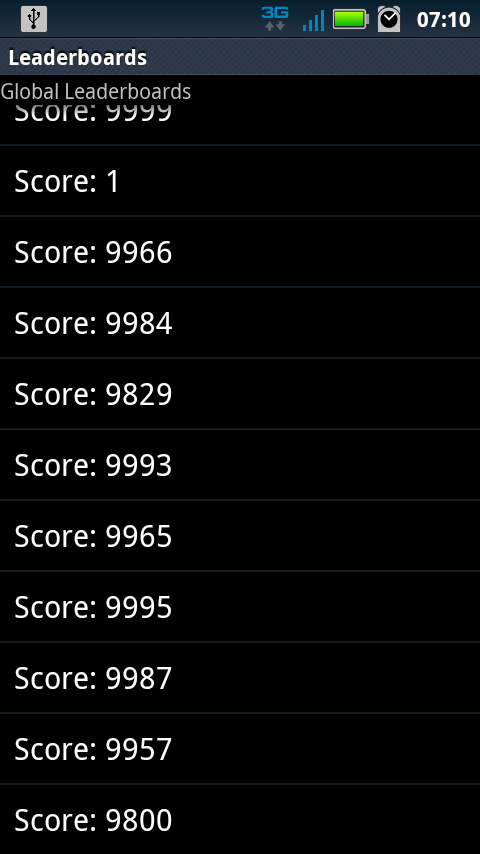 3G 07:10
Leaderboards
Global Leaderboards
Score: 9999
Score: 1
Score: 9966
Score: 9984
Score: 9829
Score: 9993
Score: 9965
Score: 9995
Score: 9987
Score: 9957
Score: 9800